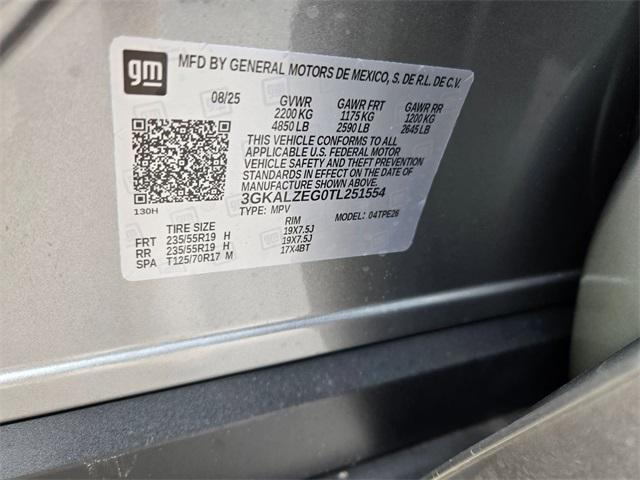 gm
MFD BY GENERAL MOTORS DE MEXICO, S. DE R.L. DE C.V.
08/25 GVWR GAWR FRT GAWR RR
2200 KG 1175 KG 1200 KG
4850 LB 2590 LB 2645 LB
THIS VEHICLE CONFORMS TO ALL
APPLICABLE U.S. FEDERAL MOTOR
VEHICLE SAFETY AND THEFT PREVENTION
STANDARDS IN EFFECT ON THE DATE OF
MANUFACTURE SHOWN ABOVE.
3GKALZEG0TL251554
130H
TYPE: MPV MODEL: 04TPE26
TIRE SIZE RIM
FRT 235/55R19 H 19X7.5J
RR 235/55R19 H 19X7.5J
SPA T125/70R17 M 17X4BT